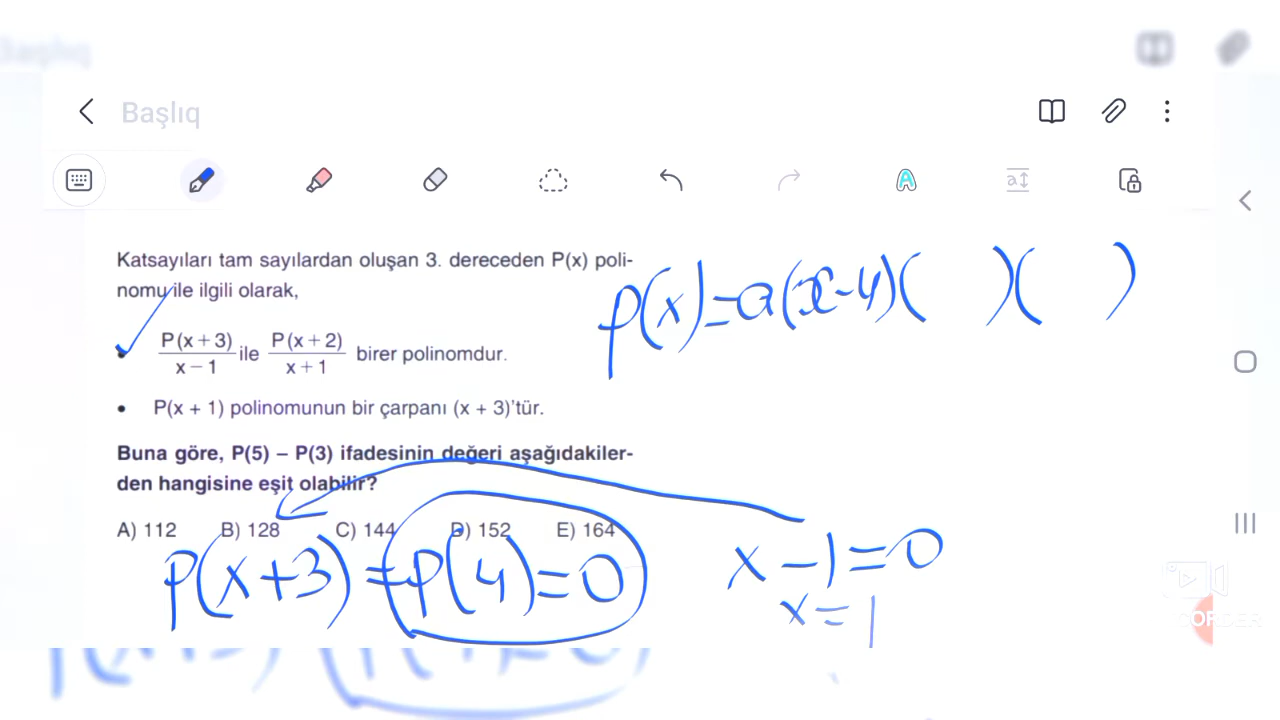 Başlıq
Katsayıları tam sayılardan oluşan 3. dereceden P(x) poli-
nomu ile ilgili olarak,
• P(x + 3)/x − 1 ile P(x + 2)/x + 1 birer polinomdur.
• P(x + 1) polinomunun bir çarpanı (x + 3)'tür.
Buna göre, P(5) – P(3) ifadesinin değeri aşağıdakiler-
den hangisine eşit olabilir?
A) 112 B) 128 C) 144 D) 152 E) 164
P(x)=a(x-4)( )( )
P(x+3)=P(4)=0
x-1=0
x=1